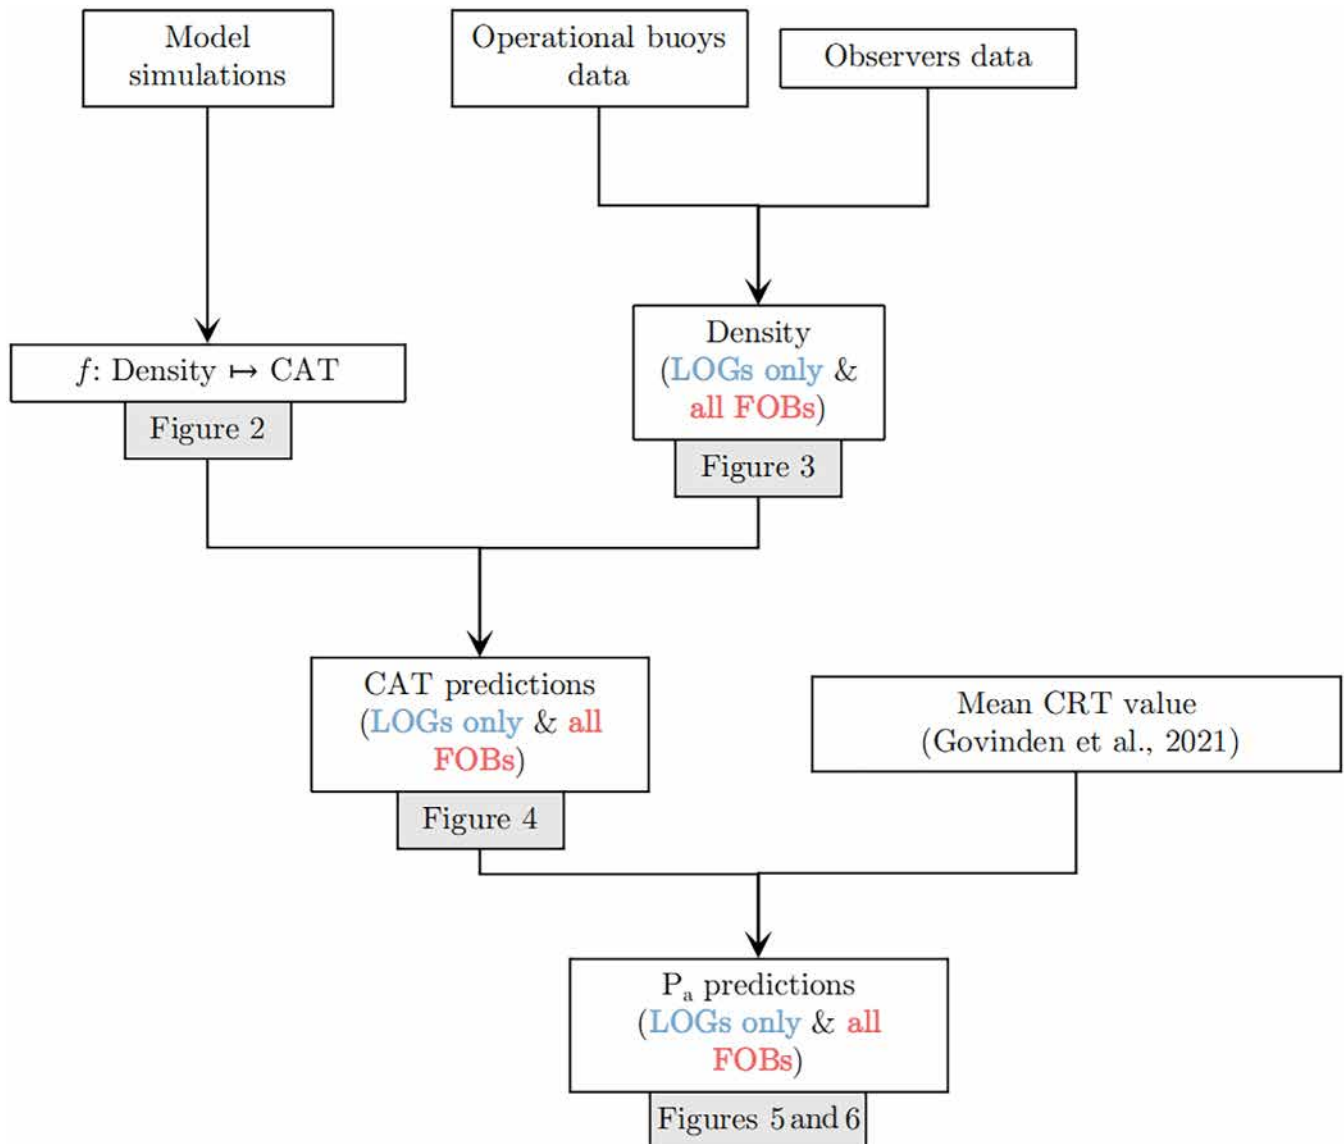 Model
simulations
Operational buoys
data
Observers data
f: Density ↦ CAT
Figure 2
Density
(LOGs only &
all FOBs)
Figure 3
CAT predictions
(LOGs only & all
FOBs)
Figure 4
Mean CRT value
(Govinden et al., 2021)
Pₐ predictions
(LOGs only & all
FOBs)
Figures 5 and 6